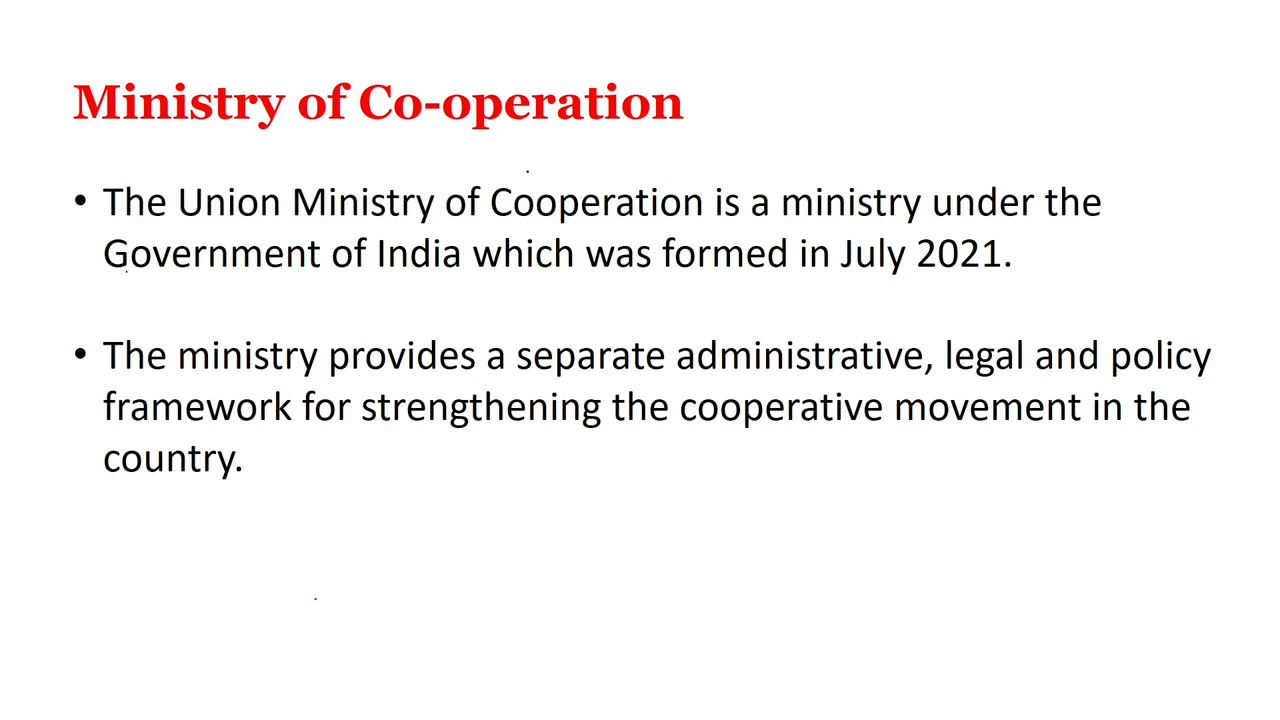 Ministry of Co-operation
• The Union Ministry of Cooperation is a ministry under the
Government of India which was formed in July 2021.
• The ministry provides a separate administrative, legal and policy
framework for strengthening the cooperative movement in the
country.